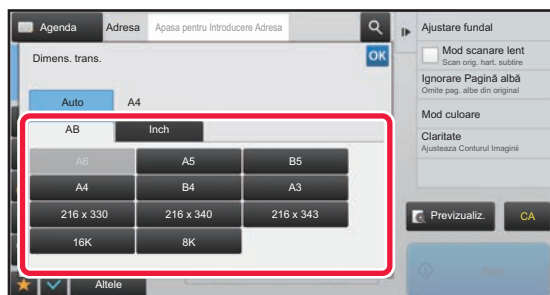 Agenda
Adresa
Apasa pentru Introducere Adresa
Dimens. trans.
OK
Auto
A4
AB
Inch
A6
A5
B5
A4
B4
A3
216 x 330
216 x 340
216 x 343
16K
8K
Altele
Ajustare fundal
Mod scanare lent
Scan orig. hart. subtire
Ignorare Pagină albă
Omite pag. albe din original
Mod culoare
Claritate
Ajusteaza Conturul Imaginii
Previzualiz.
CA
Start